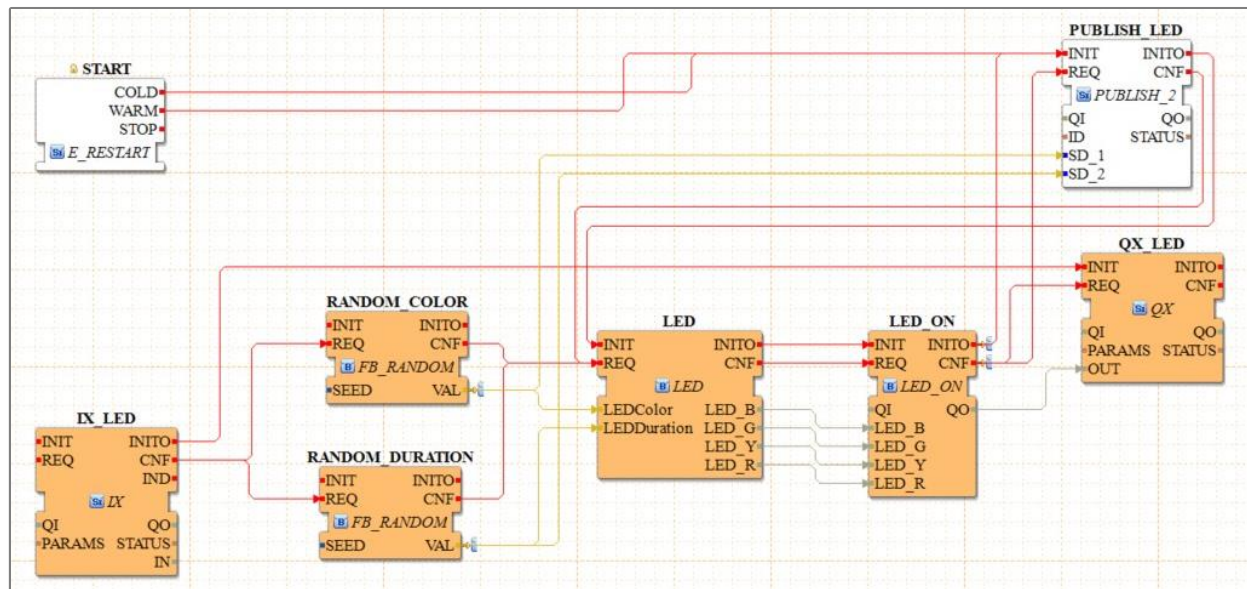 START
COLD
WARM
STOP
E_RESTART
PUBLISH_LED
INIT INITO
REQ CNF
PUBLISH_2
QI QO
ID STATUS
SD_1
SD_2
QX_LED
INIT INITO
REQ CNF
QX
QI QO
PARAMS STATUS
OUT
RANDOM_COLOR
INIT INITO
REQ CNF
FB_RANDOM
SEED VAL
LED
INIT INITO
REQ CNF
LED
LEDColor LED_B
LEDDuration LED_G
LED_Y
LED_R
LED_ON
INIT INITO
REQ CNF
LED_ON
QI QO
LED_B
LED_G
LED_Y
LED_R
IX_LED
INIT INITO
REQ CNF
IND
IX
QI QO
PARAMS STATUS
IN
RANDOM_DURATION
INIT INITO
REQ CNF
FB_RANDOM
SEED VAL